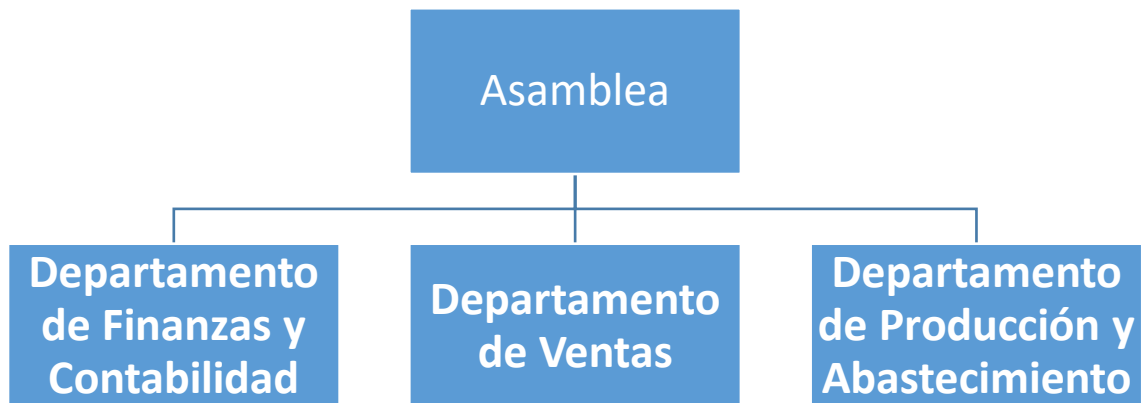 Asamblea
Departamento
de Finanzas y
Contabilidad
Departamento
de Ventas
Departamento
de Producción y
Abastecimiento